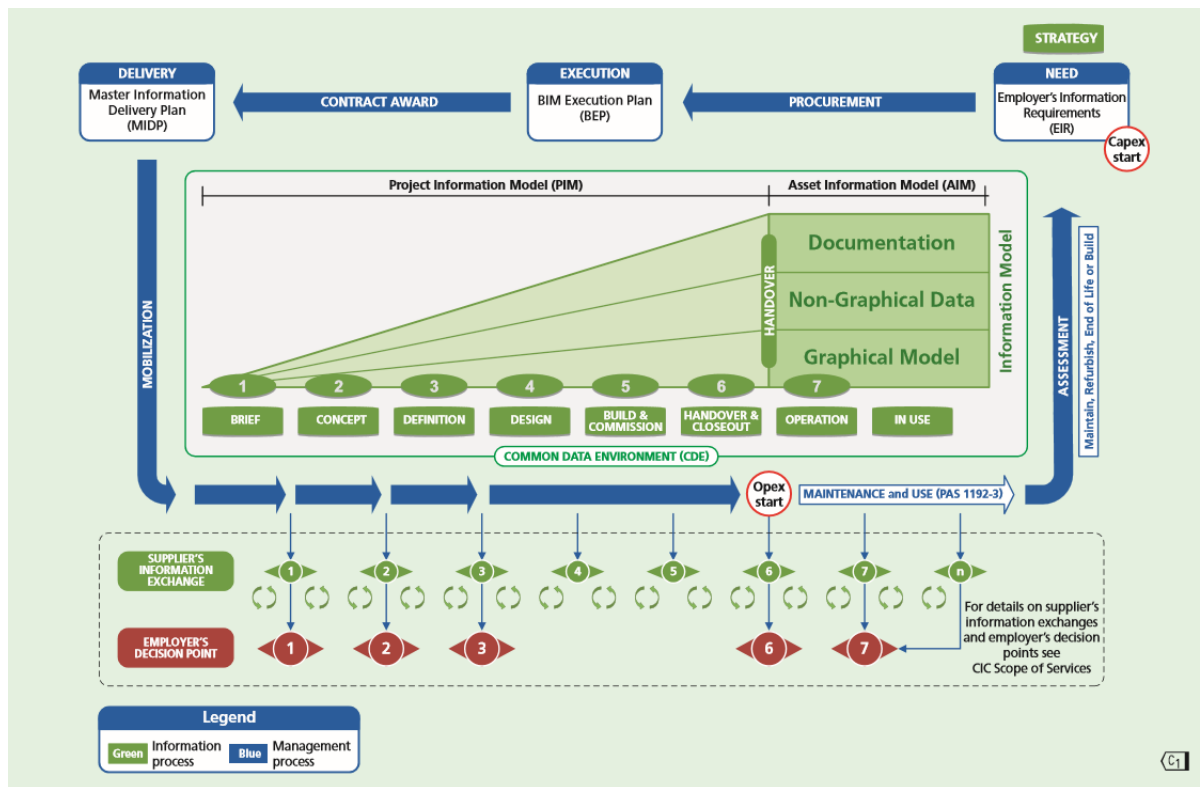 STRATEGY
DELIVERY
Master Information
Delivery Plan
(MIDP)
CONTRACT AWARD
EXECUTION
BIM Execution Plan
(BEP)
PROCUREMENT
NEED
Employer's Information
Requirements
(EIR)
Capex
start
Project Information Model (PIM)
Asset Information Model (AIM)
MOBILIZATION
HANDOVER
Documentation
Non-Graphical Data
Graphical Model
Information Model
ASSESSMENT
Maintain, Refurbish, End of Life or Build
1
2
3
4
5
6
7
BRIEF
CONCEPT
DEFINITION
DESIGN
BUILD &
COMMISSION
HANDOVER &
CLOSEOUT
OPERATION
IN USE
COMMON DATA ENVIRONMENT (CDE)
Opex
start
MAINTENANCE and USE (PAS 1192-3)
SUPPLIER'S
INFORMATION
EXCHANGE
1
2
3
4
5
6
7
n
EMPLOYER'S
DECISION POINT
1
2
3
6
7
For details on supplier's
information exchanges
and employer's decision
points see
CIC Scope of Services
Legend
Green
Information
process
Blue
Management
process
C1